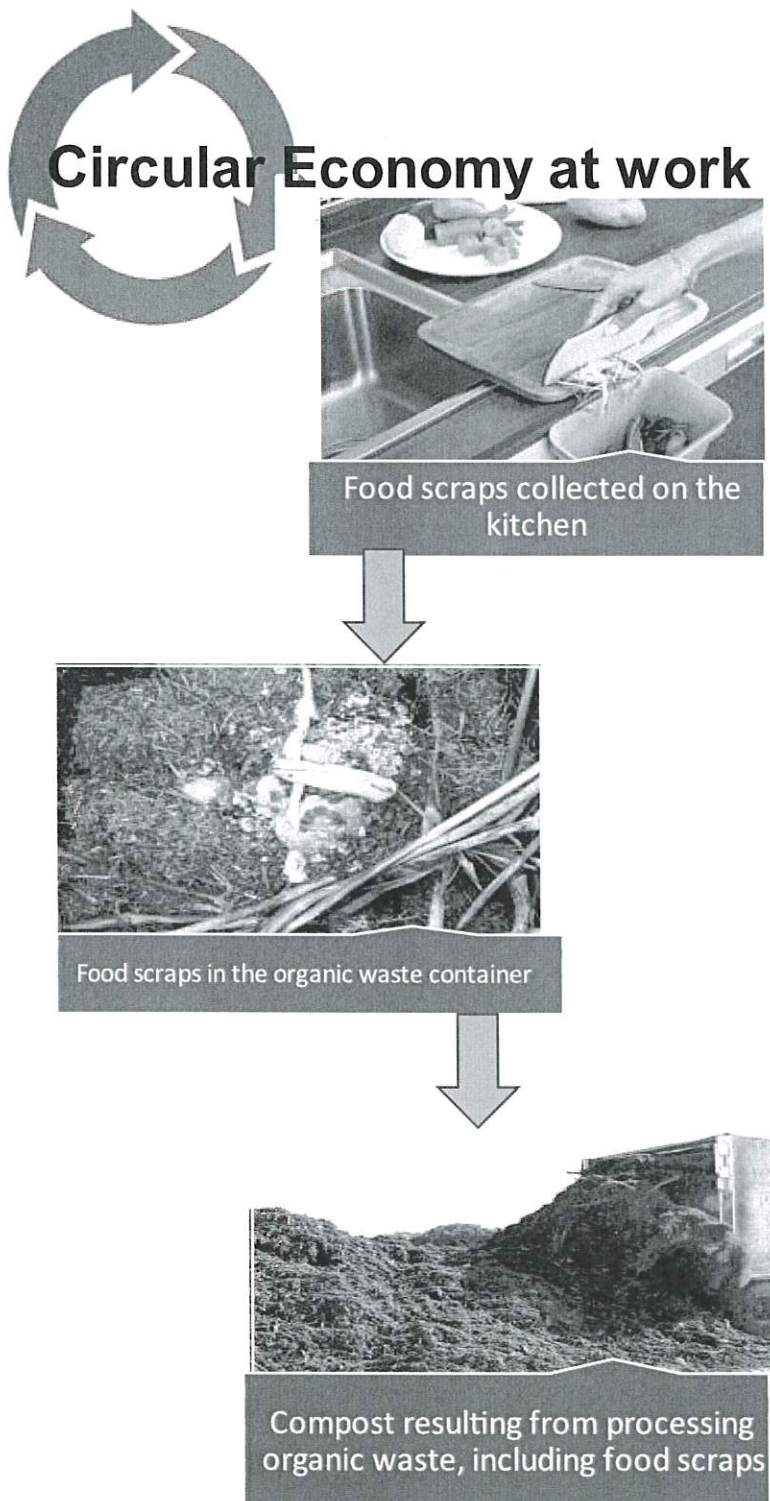 Circular Economy at work
Food scraps collected on the
kitchen
Food scraps in the organic waste container
Compost resulting from processing
organic waste, including food scraps